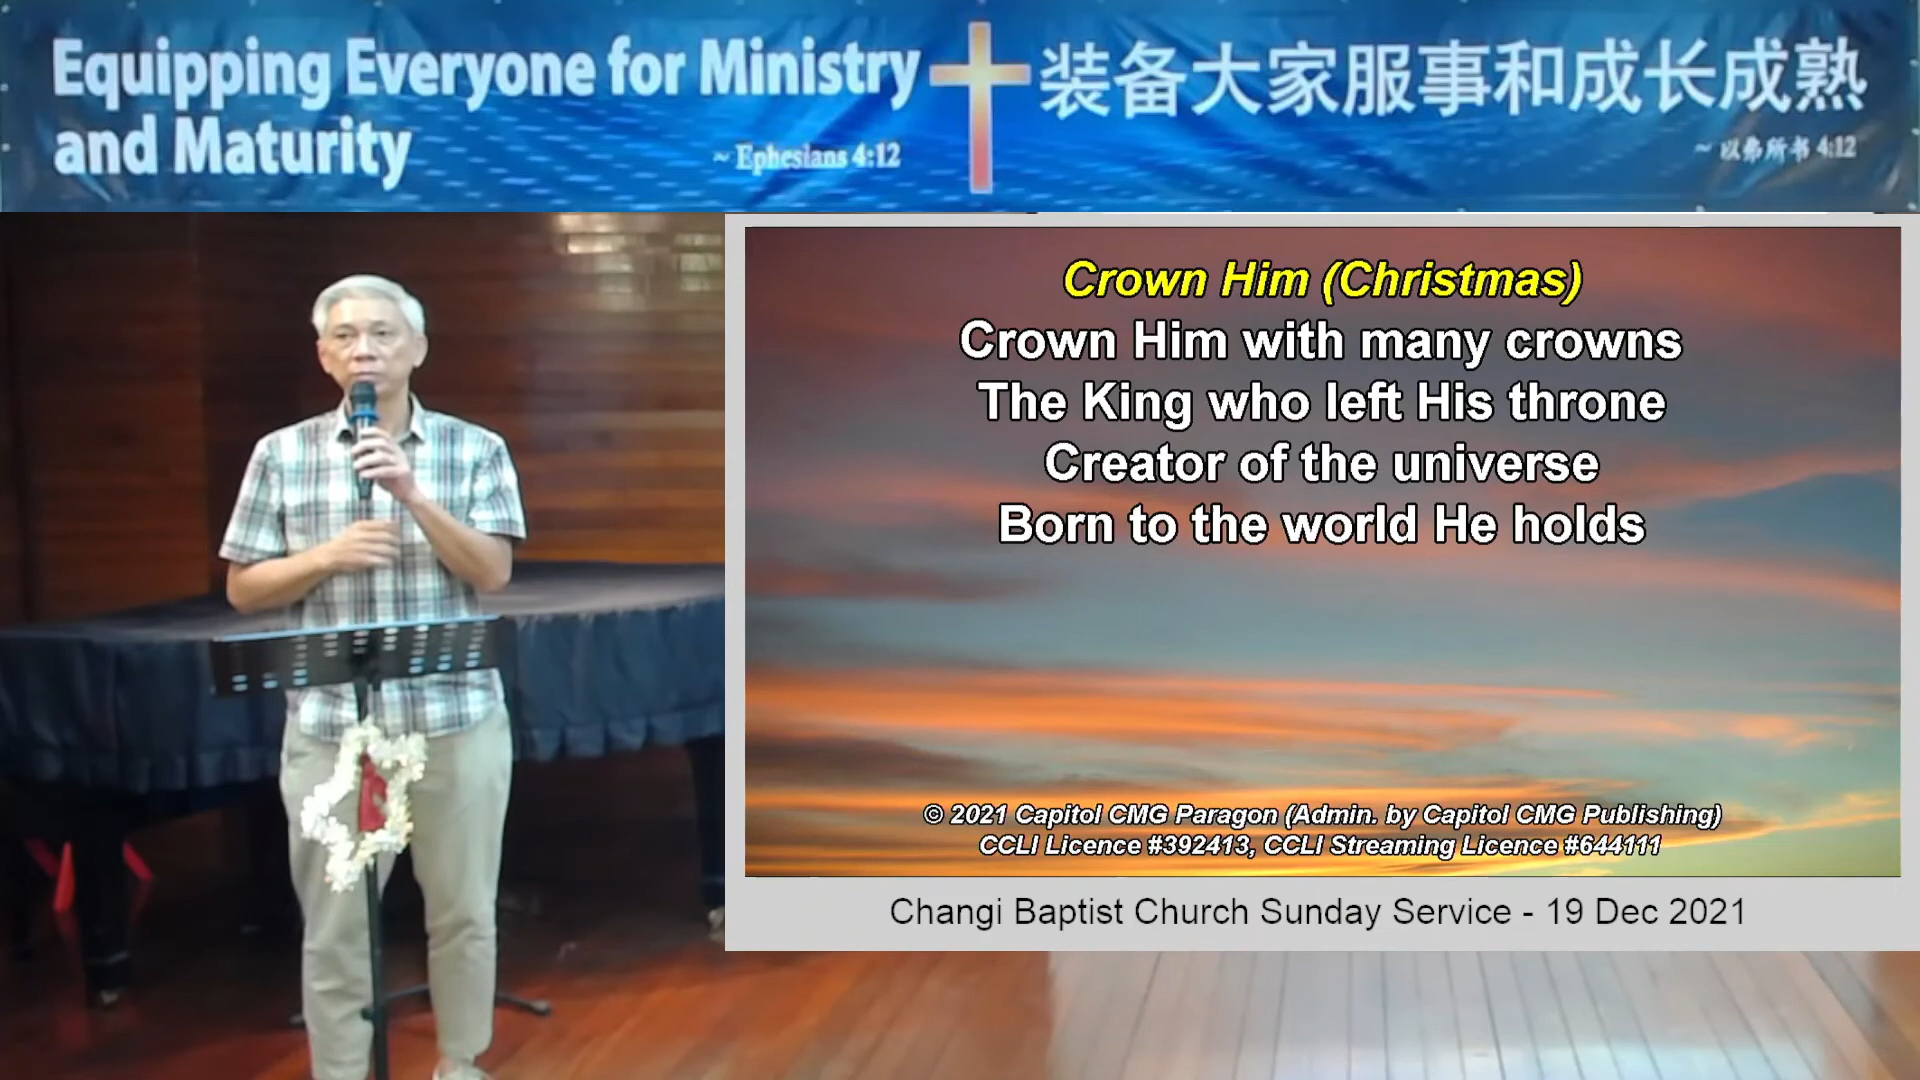 Equipping Everyone for Ministry
and Maturity
~ Ephesians 4:12
装备大家服事和成长成熟
~ 以弗所书 4:12
Crown Him (Christmas)
Crown Him with many crowns
The King who left His throne
Creator of the universe
Born to the world He holds
© 2021 Capitol CMG Paragon (Admin. by Capitol CMG Publishing)
CCLI Licence #392413, CCLI Streaming Licence #644111
Changi Baptist Church Sunday Service - 19 Dec 2021